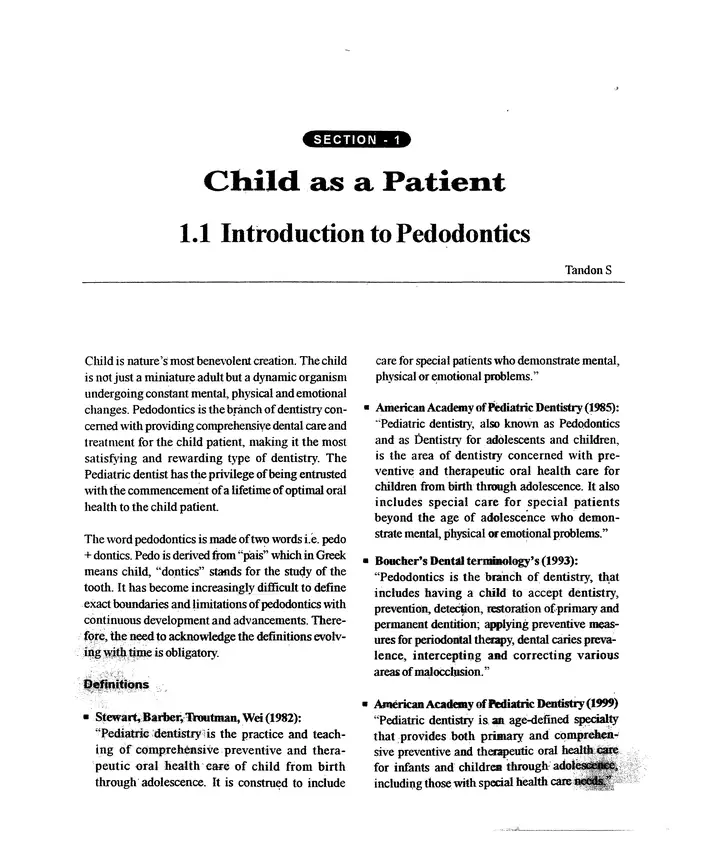 SECTION - 1
Child as a Patient
1.1 Introduction to Pedodontics
Tandon S
Child is nature's most benevolent creation. The child
is not just a miniature adult but a dynamic organism
undergoing constant mental, physical and emotional
changes. Pedodontics is the branch of dentistry con-
cerned with providing comprehensive dental care and
treatment for the child patient, making it the most
satisfying and rewarding type of dentistry. The
Pediatric dentist has the privilege of being entrusted
with the commencement of a lifetime of optimal oral
health to the child patient.
The word pedodontics is made of two words i.e. pedo
+ dontics. Pedo is derived from "pais" which in Greek
means child, "dontics" stands for the study of the
tooth. It has become increasingly difficult to define
exact boundaries and limitations of pedodontics with
continuous development and advancements. There-
fore, the need to acknowledge the definitions evolv-
ing with time is obligatory.
Definitions
▪ Stewart, Barber, Troutman, Wei (1982):
"Pediatric dentistry is the practice and teach-
ing of comprehensive preventive and thera-
peutic oral health care of child from birth
through adolescence. It is construed to include
care for special patients who demonstrate mental,
physical or emotional problems."
▪ American Academy of Pediatric Dentistry (1985):
"Pediatric dentistry, also known as Pedodontics
and as Dentistry for adolescents and children,
is the area of dentistry concerned with pre-
ventive and therapeutic oral health care for
children from birth through adolescence. It also
includes special care for special patients
beyond the age of adolescence who demon-
strate mental, physical or emotional problems."
▪ Boucher's Dental terminology's (1993):
"Pedodontics is the branch of dentistry, that
includes having a child to accept dentistry,
prevention, detection, restoration of primary and
permanent dentition; applying preventive meas-
ures for periodontal therapy, dental caries preva-
lence, intercepting and correcting various
areas of malocclusion."
▪ American Academy of Pediatric Dentistry (1999)
"Pediatric dentistry is an age-defined specialty
that provides both primary and comprehen-
sive preventive and therapeutic oral health care
for infants and children through adolescence,
including those with special health care needs."